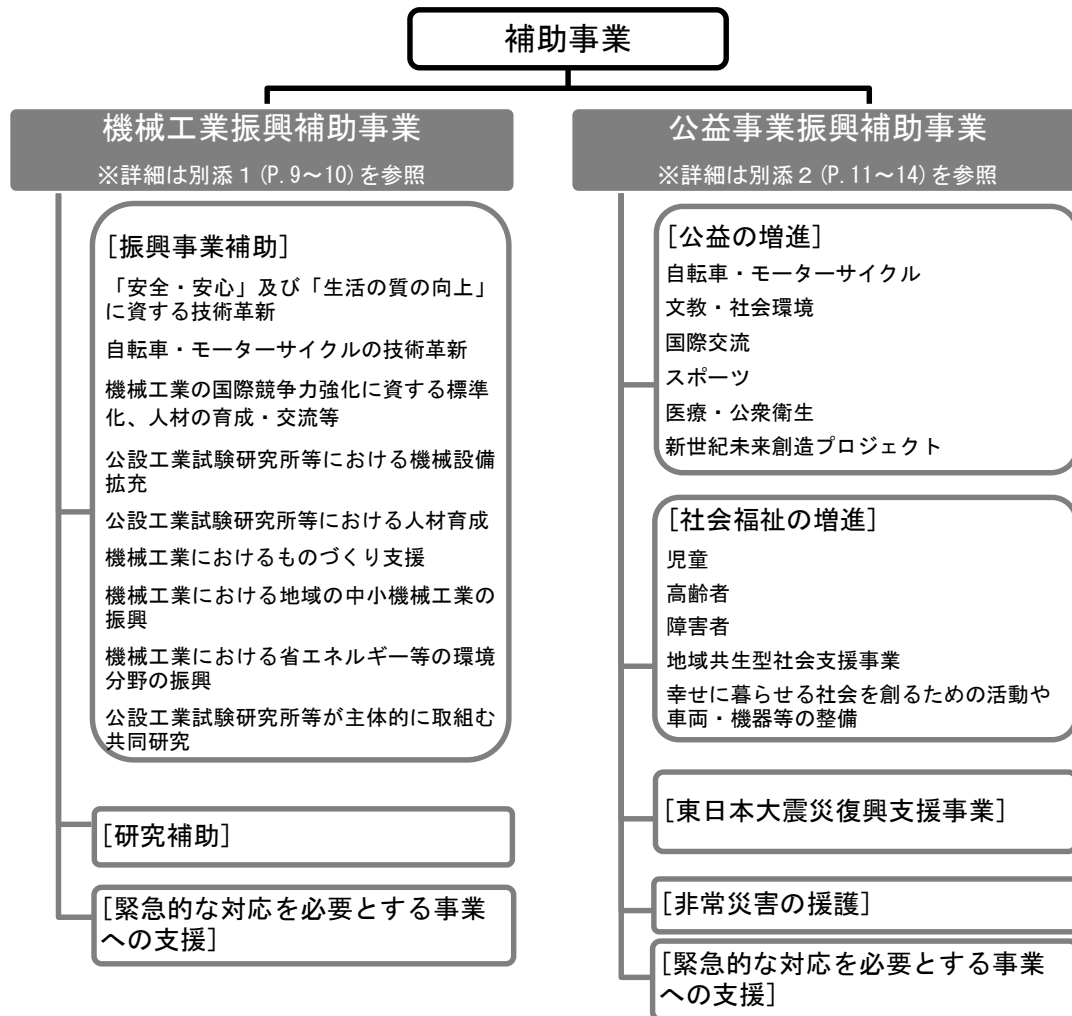 補助事業
機械工業振興補助事業
※詳細は別添1(P.9～10)を参照
[振興事業補助]
「安全・安心」及び「生活の質の向上」
に資する技術革新
自転車・モーターサイクルの技術革新
機械工業の国際競争力強化に資する標準
化、人材の育成・交流等
公設工業試験研究所等における機械設備
拡充
公設工業試験研究所等における人材育成
機械工業におけるものづくり支援
機械工業における地域の中小機械工業の
振興
機械工業における省エネルギー等の環境
分野の振興
公設工業試験研究所等が主体的に取組む
共同研究
[研究補助]
[緊急的な対応を必要とする事業
への支援]
公益事業振興補助事業
※詳細は別添2(P.11～14)を参照
[公益の増進]
自転車・モーターサイクル
文教・社会環境
国際交流
スポーツ
医療・公衆衛生
新世紀未来創造プロジェクト
[社会福祉の増進]
児童
高齢者
障害者
地域共生型社会支援事業
幸せに暮らせる社会を創るための活動や
車両・機器等の整備
[東日本大震災復興支援事業]
[非常災害の援護]
[緊急的な対応を必要とする事業
への支援]